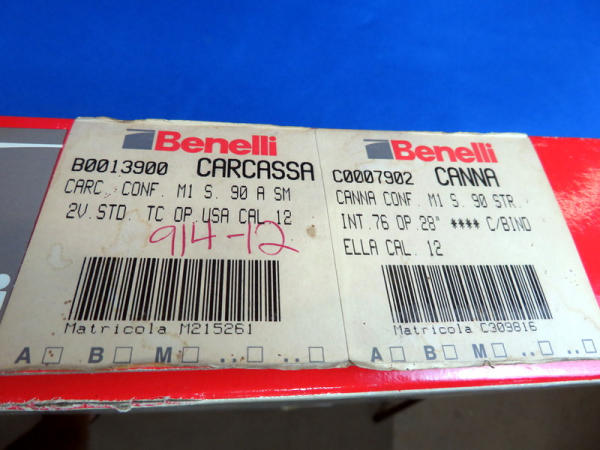 Benelli
B0013900 CARCASSA
CARC. CONF. M1 S. 90 A SM
2V. STD. TC OP. USA CAL. 12
914-12
Matricola M215261
A B M .. ..
Benelli
C0007902 CANNA
CANNA CONF. M1 S. 90 STR.
INT. 76 OP. 28" **** C/BIND
ELLA CAL. 12
Matricola C309816
A B M .. ..